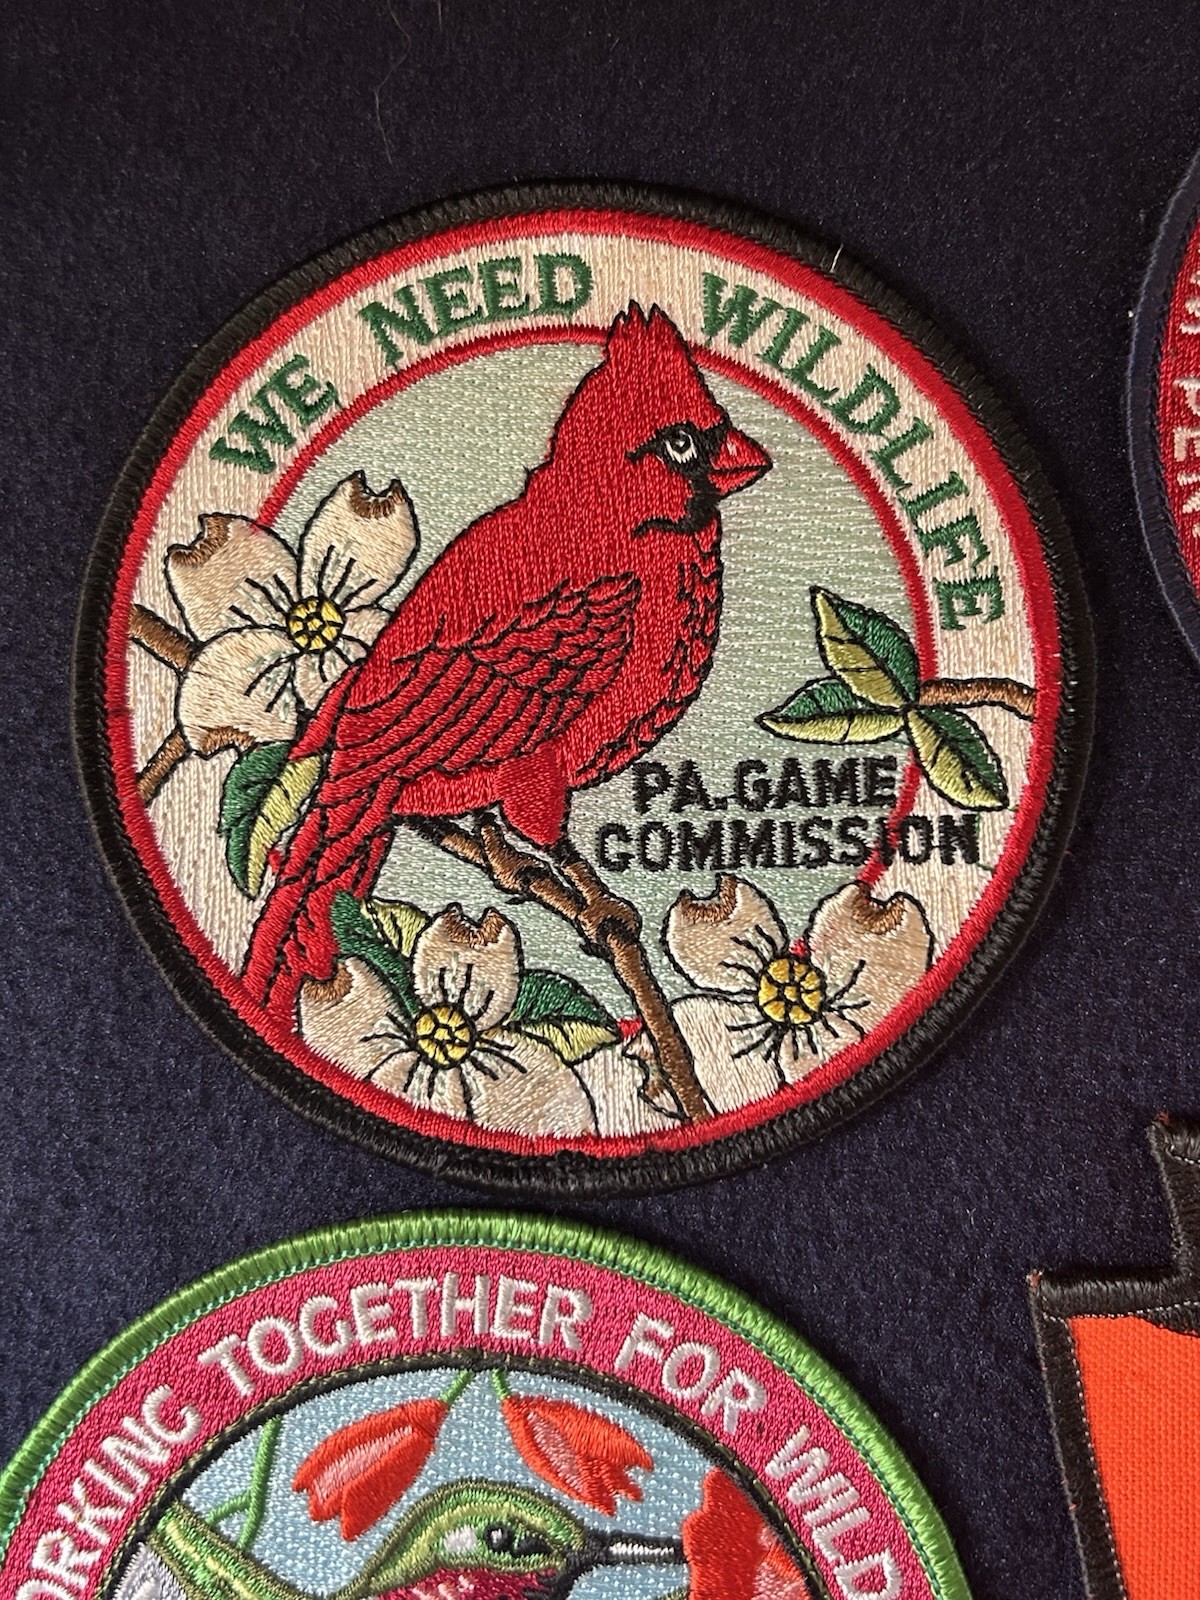 WE NEED WILDLIFE
PA. GAME
COMMISSION
TOGETHER FOR